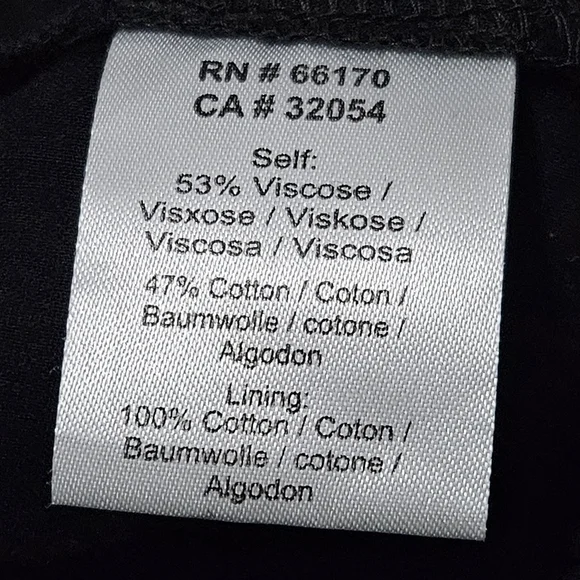 RN # 66170
CA # 32054
Self:
53% Viscose /
Visxose / Viskose /
Viscosa / Viscosa
47% Cotton / Coton /
Baumwolle / cotone /
Algodon
Lining:
100% Cotton / Coton /
Baumwolle / cotone /
Algodon